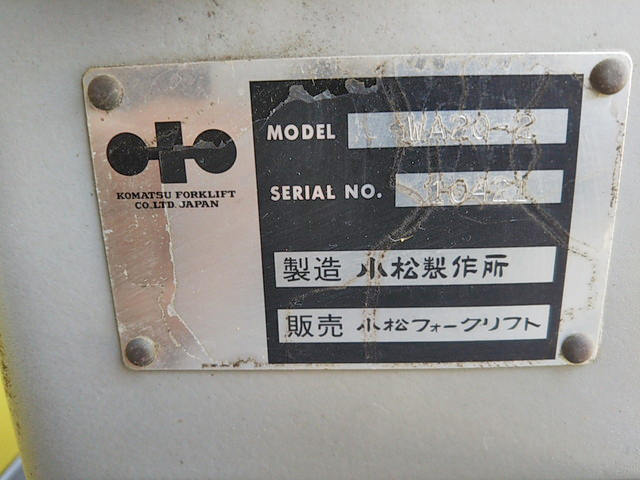 KOMATSU FORKLIFT
CO.,LTD. JAPAN
MODEL WA20-2
SERIAL NO. 10421
製造 小松製作所
販売 小松フォークリフト